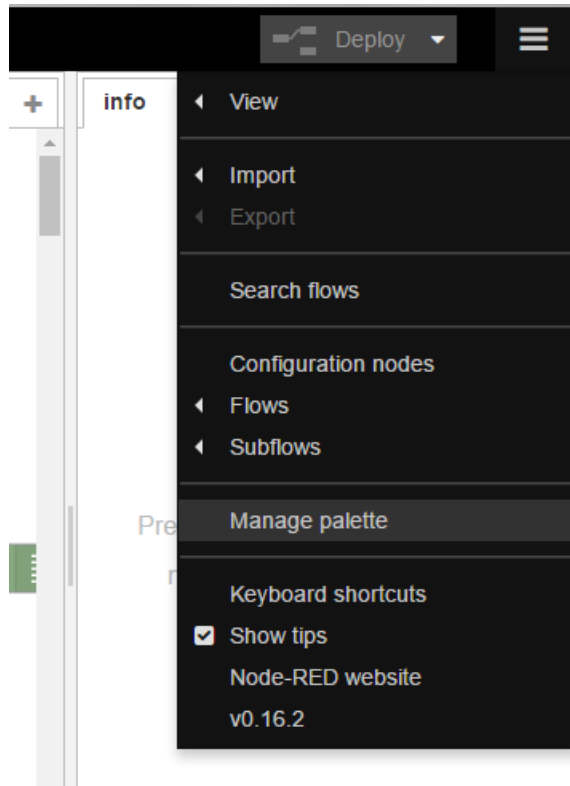 Deploy
info
View
Import
Export
Search flows
Configuration nodes
Flows
Subflows
Pre
Manage palette
Keyboard shortcuts
Show tips
Node-RED website
v0.16.2